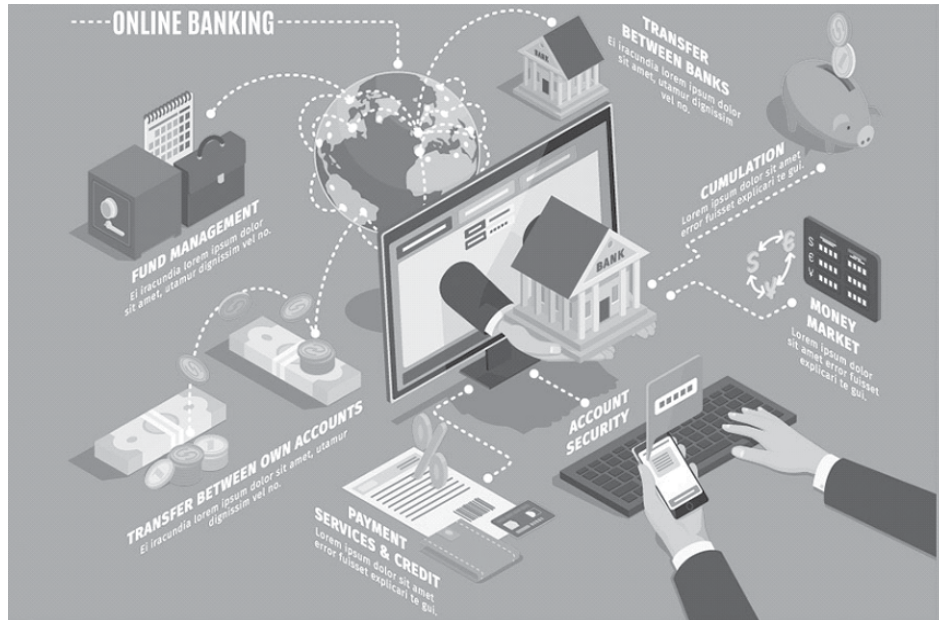 ONLINE BANKING
TRANSFER
BETWEEN BANKS
Ei iracundia lorem ipsum dolor
sit amet, utamur dignissim
vel no.
BANK
CUMULATION
Lorem ipsum dolor sit amet
error fuisset explicari te gui.
FUND MANAGEMENT
Ei iracundia lorem ipsum dolor
sit amet, utamur dignissim vel no.
BANK
$ € ¥
$
€
¥
MONEY
MARKET
Lorem ipsum dolor
sit amet error fuisset
explicari te gui.
TRANSFER BETWEEN OWN ACCOUNTS
Ei iracundia lorem ipsum dolor sit amet, utamur
dignissim vel no.
ACCOUNT
SECURITY
PAYMENT
SERVICES & CREDIT
Lorem ipsum dolor sit amet
error fuisset explicari te gui.